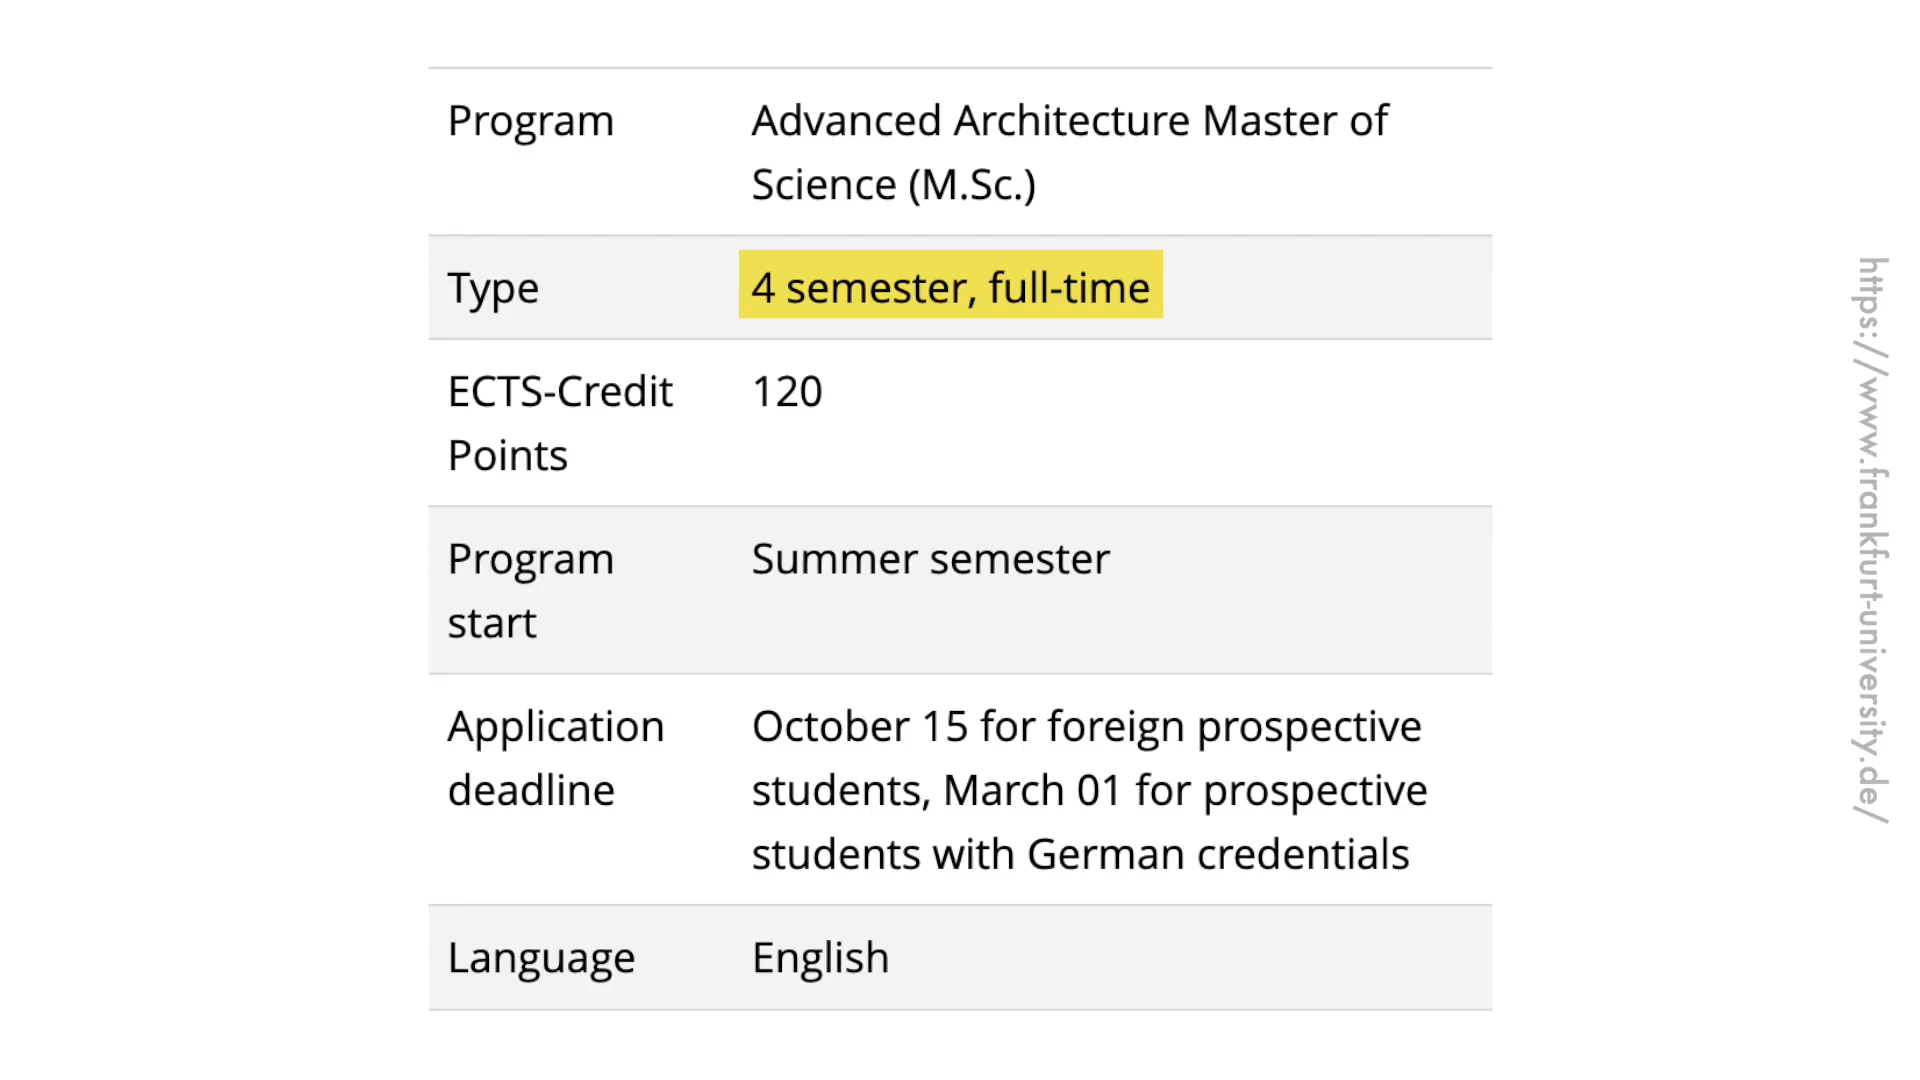 Program
Advanced Architecture Master of
Science (M.Sc.)
Type
4 semester, full-time
ECTS-Credit
Points
120
Program
start
Summer semester
Application
deadline
October 15 for foreign prospective
students, March 01 for prospective
students with German credentials
Language
English
https://www.frankfurt-university.de/